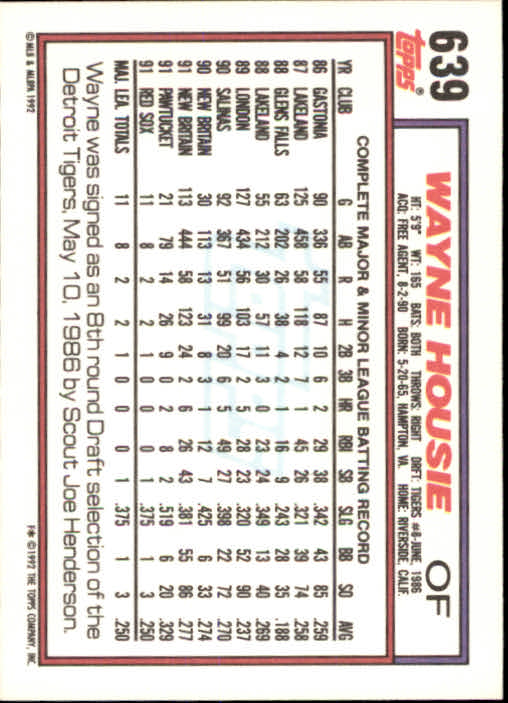 639
Topps®
WAYNE HOUSIE OF
HT: 5'9" WT: 165 BATS: BOTH THROWS: RIGHT DRFT: TIGERS #8-JUNE, 1986
ACQ: FREE AGENT, 8-2-90 BORN: 5-20-65, HAMPTON, VA. HOME: RIVERSIDE, CALIF.
COMPLETE MAJOR & MINOR LEAGUE BATTING RECORD
YR CLUB G AB R H 2B 3B HR RBI SB SLG BB SO AVG
86 GASTONIA 90 336 55 87 10 6 2 29 38 .342 43 85 .259
87 LAKELAND 125 458 58 118 12 7 1 45 26 .321 39 74 .258
88 GLENS FALLS 63 202 26 38 4 2 1 16 9 .243 28 35 .188
88 LAKELAND 55 212 30 57 11 3 0 23 24 .349 13 40 .269
89 LONDON 127 434 56 103 17 2 5 28 23 .320 52 90 .237
90 SALINAS 92 361 51 99 20 6 5 49 27 .398 22 72 .270
90 NEW BRITAIN 30 113 13 31 8 3 1 12 7 .425 6 33 .274
91 NEW BRITAIN 113 444 58 123 24 2 6 26 43 .381 55 86 .277
91 PAWTUCKET 21 79 14 26 9 0 2 8 2 .519 6 20 .329
91 RED SOX 11 8 2 2 1 0 0 0 1 .375 1 3 .250
MAJ. LEA. TOTALS 11 8 2 2 1 0 0 0 1 .375 1 3 .250
Wayne was signed as an 8th round Draft selection of the
Detroit Tigers, May 10, 1986 by Scout Joe Henderson.
© MLB & MLBPA 1992
F* © 1992 THE TOPPS COMPANY, INC.